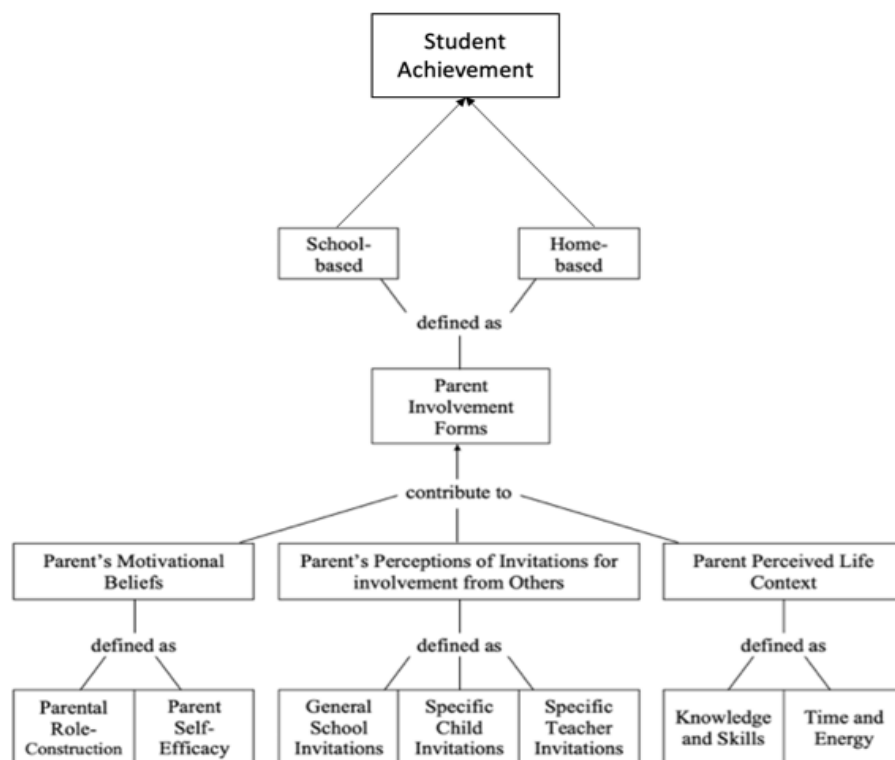 Student
Achievement
School-
based
Home-
based
defined as
Parent
Involvement
Forms
contribute to
Parent's Motivational
Beliefs
Parent's Perceptions of Invitations for
involvement from Others
Parent Perceived Life
Context
defined as
defined as
defined as
Parental
Role-
Construction
Parent
Self-
Efficacy
General
School
Invitations
Specific
Child
Invitations
Specific
Teacher
Invitations
Knowledge
and Skills
Time and
Energy